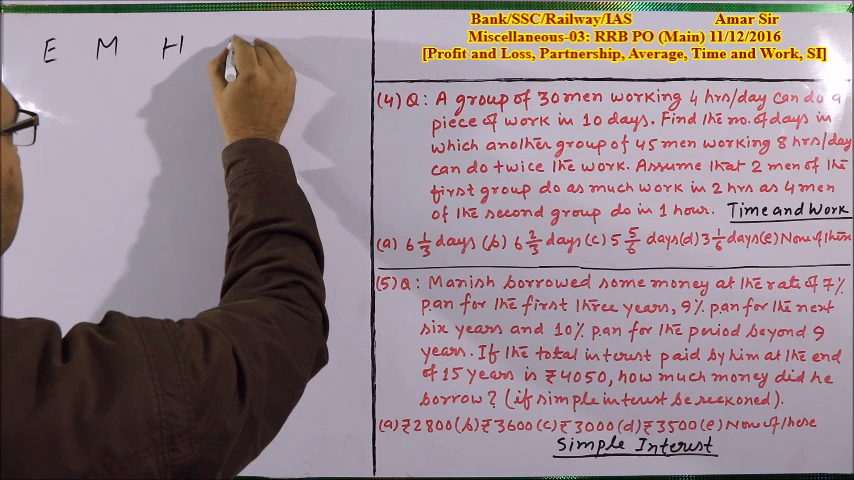 Bank/SSC/Railway/IAS Amar Sir
Miscellaneous-03: RRB PO (Main) 11/12/2016
[Profit and Loss, Partnership, Average, Time and Work, SI]
E M H
(4)Q: A group of 30 men working 4 hrs/day can do a
piece of work in 10 days. Find the no. of days in
which another group of 45 men working 8 hrs/day
can do twice the work. Assume that 2 men of the
first group do as much work in 2 hrs as 4 men
of the second group do in 1 hour. Time and Work
(a) 6 1/3 days (b) 6 2/3 days (c) 5 5/6 days (d) 3 1/6 days (e) None of these
(5)Q: Manish borrowed some money at the rate of 7%
p.an for the first three years, 9% p.an for the next
six years and 10% p.an for the period beyond 9
years. If the total interest paid by him at the end
of 15 years is ₹4050, how much money did he
borrow? (if simple interest be reckoned).
(a) ₹2800 (b) ₹3600 (c) ₹3000 (d) ₹3500 (e) None of these
Simple Interest